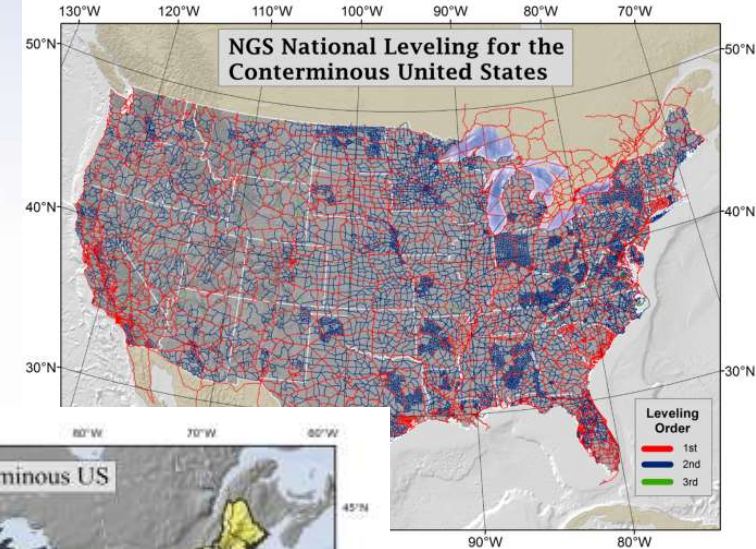 130°W 120°W 110°W 100°W 90°W 80°W 70°W
NGS National Leveling for the
Conterminous United States
50°N 50°N
40°N 40°N
30°N 30°N
Leveling
Order
1st
2nd
3rd
90°W 80°W
80°W 70°W 60°W
minous US
45°N